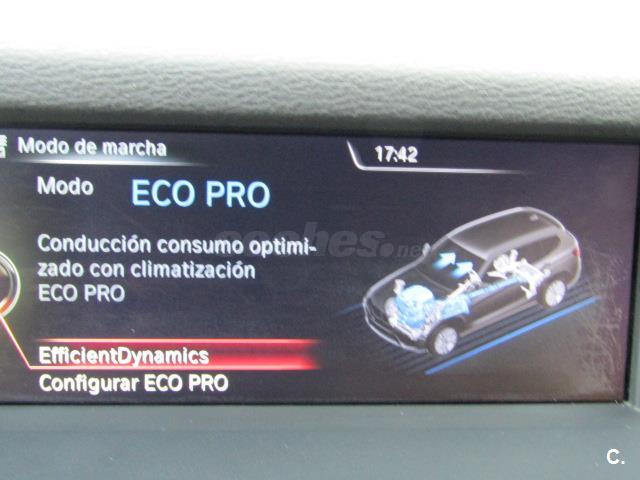 Modo de marcha
17:42
Modo ECO PRO
Conducción consumo optimi-
zado con climatización
ECO PRO
EfficientDynamics
Configurar ECO PRO
coches.net
C.